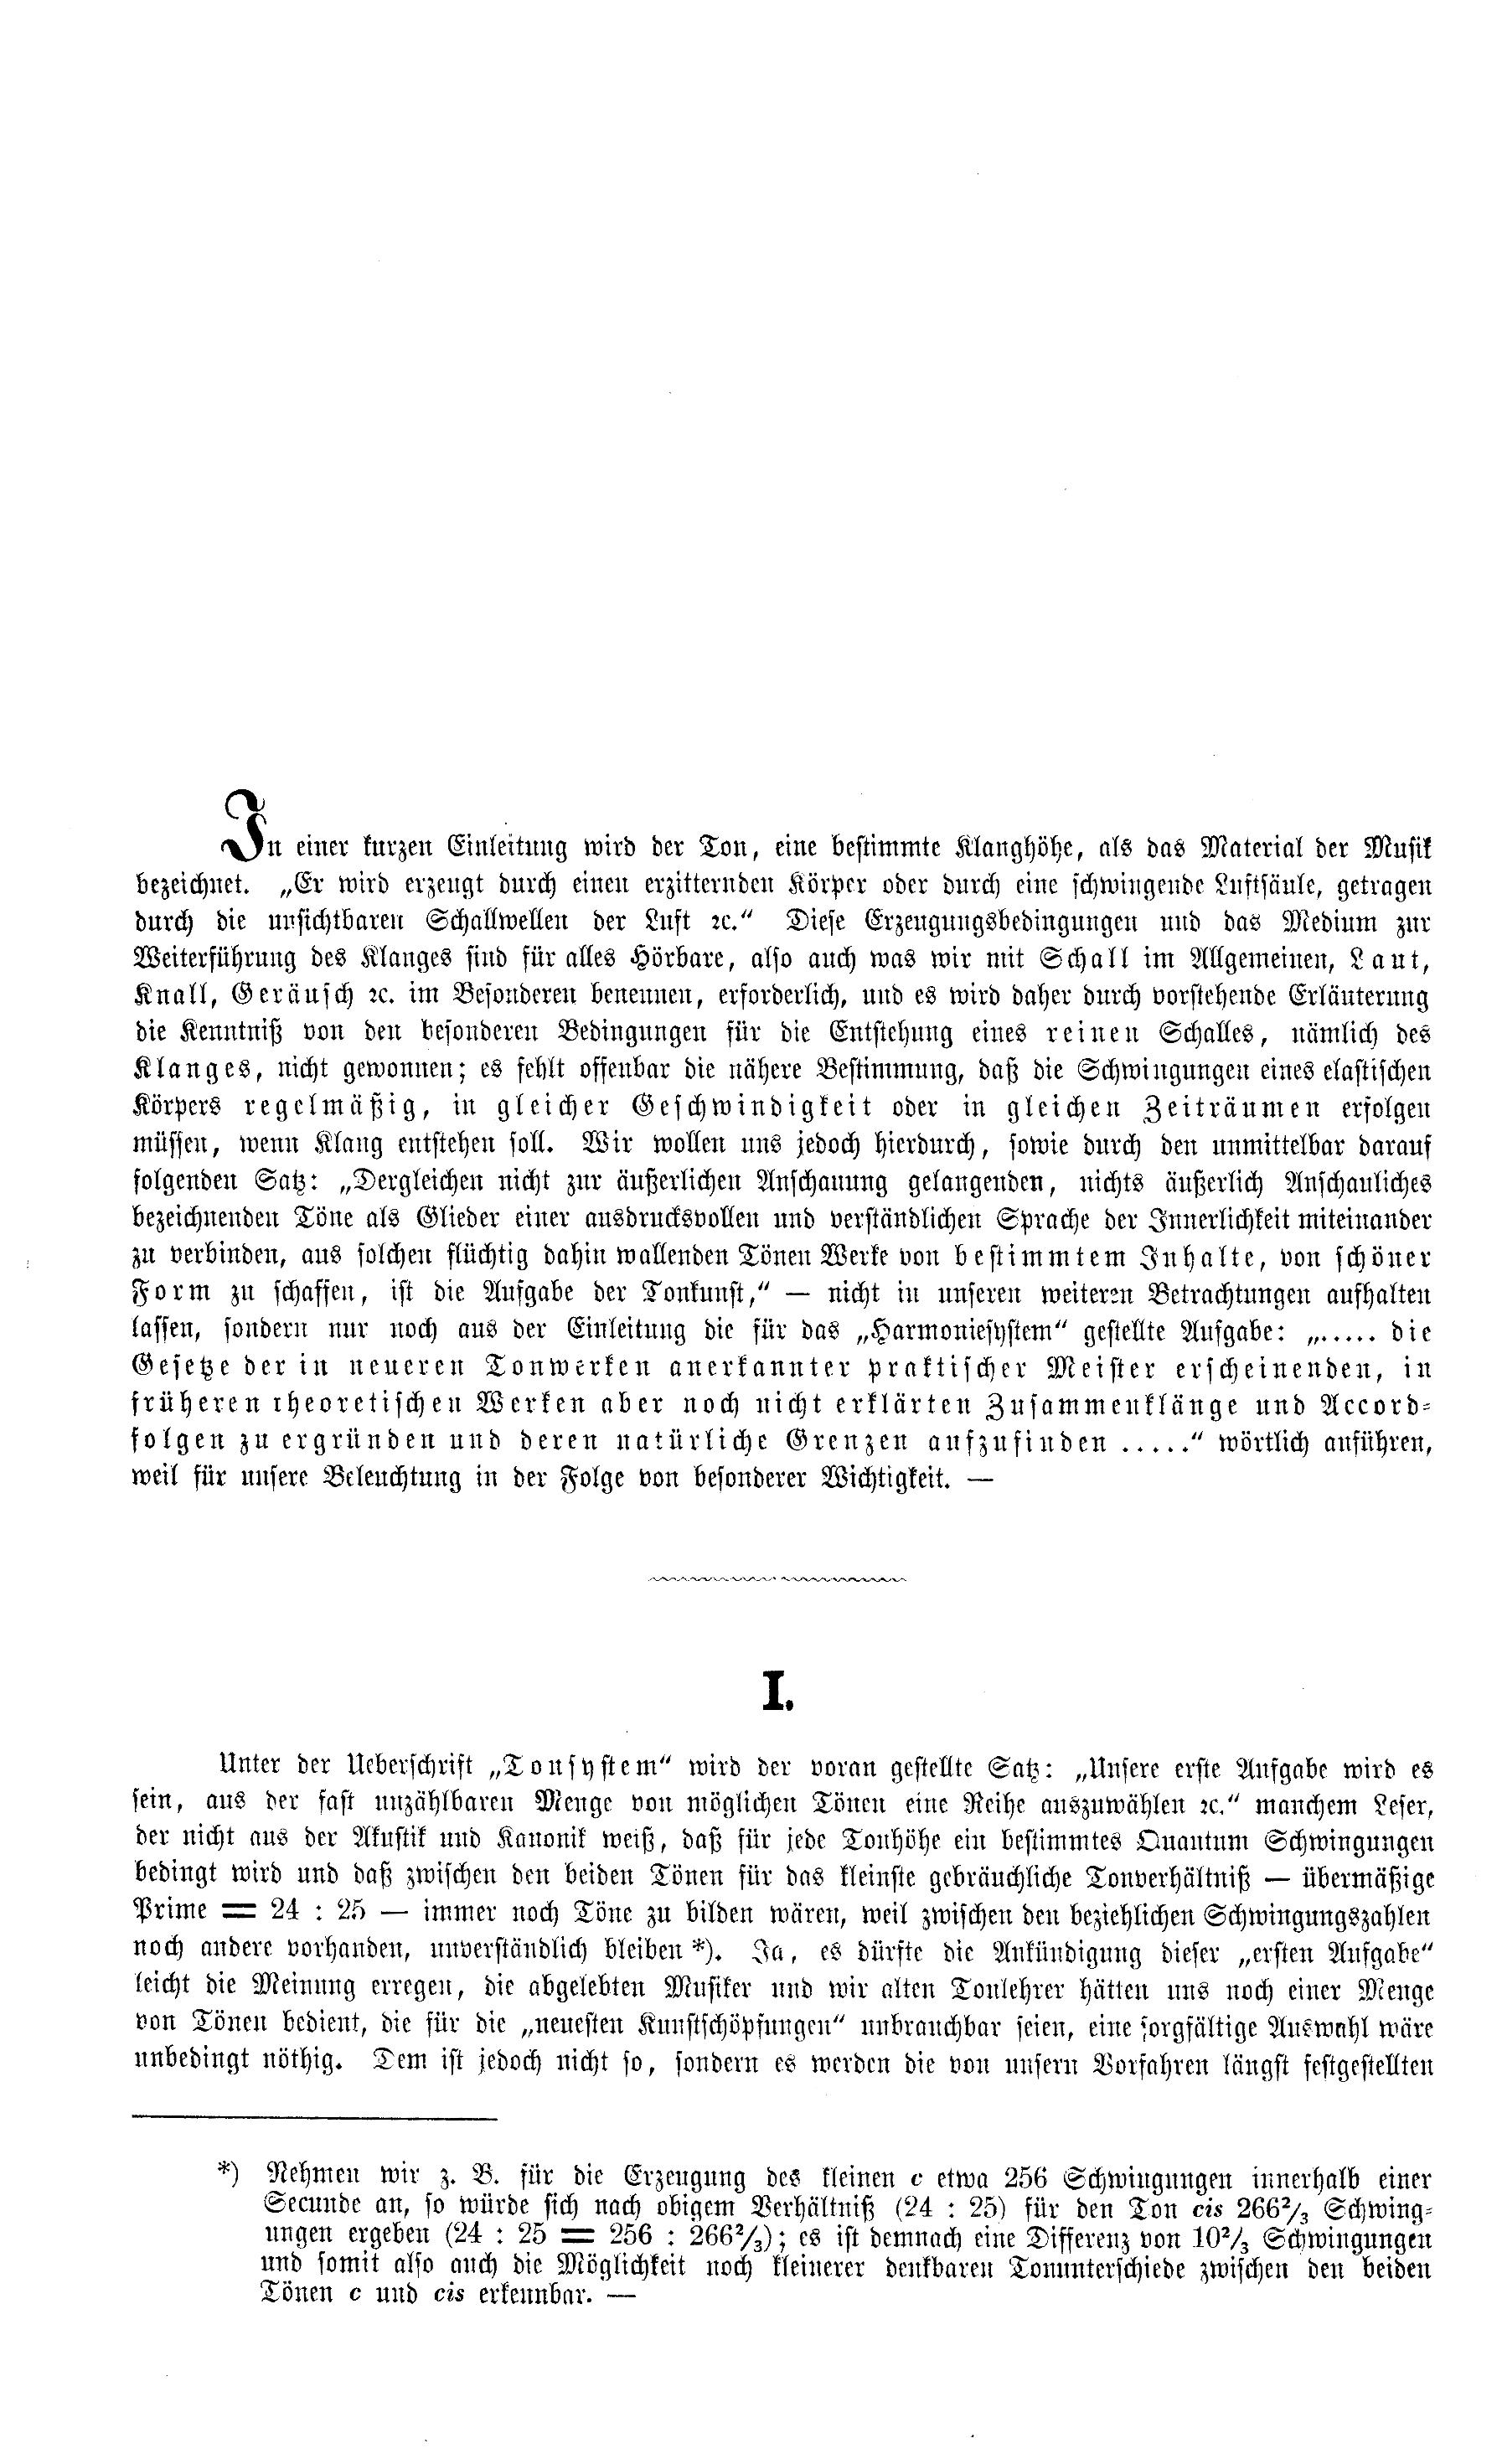 In einer kurzen Einleitung wird der Ton, eine bestimmte Klanghöhe, als das Material der Musik
bezeichnet. „Er wird erzeugt durch einen erzitternden Körper oder durch eine schwingende Luftsäule, getragen
durch die unsichtbaren Schallwellen der Luft ꝛc.“ Diese Erzeugungsbedingungen und das Medium zur
Weiterführung des Klanges sind für alles Hörbare, also auch was wir mit Schall im Allgemeinen, Laut,
Knall, Geräusch ꝛc. im Besonderen benennen, erforderlich, und es wird daher durch vorstehende Erläuterung
die Kenntniß von den besonderen Bedingungen für die Entstehung eines reinen Schalles, nämlich des
Klanges, nicht gewonnen; es fehlt offenbar die nähere Bestimmung, daß die Schwingungen eines elastischen
Körpers regelmäßig, in gleicher Geschwindigkeit oder in gleichen Zeiträumen erfolgen
müssen, wenn Klang entstehen soll. Wir wollen uns jedoch hierdurch, sowie durch den unmittelbar darauf
folgenden Satz: „Dergleichen nicht zur äußerlichen Anschauung gelangenden, nichts äußerlich Anschauliches
bezeichnenden Töne als Glieder einer ausdrucksvollen und verständlichen Sprache der Innerlichkeit miteinander
zu verbinden, aus solchen flüchtig dahin wallenden Tönen Werke von bestimmtem Inhalte, von schöner
Form zu schaffen, ist die Aufgabe der Tonkunst,“ — nicht in unseren weiteren Betrachtungen aufhalten
lassen, sondern nur noch aus der Einleitung die für das „Harmoniesystem“ gestellte Aufgabe: „..... die
Gesetze der in neueren Tonwerken anerkannter praktischer Meister erscheinenden, in
früheren theoretischen Werken aber noch nicht erklärten Zusammenklänge und Accord-
folgen zu ergründen und deren natürliche Grenzen aufzufinden .....“ wörtlich anführen,
weil für unsere Beleuchtung in der Folge von besonderer Wichtigkeit. —
I.
Unter der Ueberschrift „Tonsystem“ wird der voran gestellte Satz: „Unsere erste Aufgabe wird es
sein, aus der fast unzählbaren Menge von möglichen Tönen eine Reihe auszuwählen ꝛc.“ manchem Leser,
der nicht aus der Akustik und Kanonik weiß, daß für jede Tonhöhe ein bestimmtes Quantum Schwingungen
bedingt wird und daß zwischen den beiden Tönen für das kleinste gebräuchliche Tonverhältniß — übermäßige
Prime = 24 : 25 — immer noch Töne zu bilden wären, weil zwischen den beziehlichen Schwingungszahlen
noch andere vorhanden, unverständlich bleiben *). Ja, es dürfte die Ankündigung dieser „ersten Aufgabe“
leicht die Meinung erregen, die abgelebten Musiker und wir alten Tonlehrer hätten uns noch einer Menge
von Tönen bedient, die für die „neuesten Kunstschöpfungen“ unbrauchbar seien, eine sorgfältige Auswahl wäre
unbedingt nöthig. Dem ist jedoch nicht so, sondern es werden die von unsern Vorfahren längst festgestellten
*) Nehmen wir z. B. für die Erzeugung des kleinen c etwa 256 Schwingungen innerhalb einer
Secunde an, so würde sich nach obigem Verhältniß (24 : 25) für den Ton cis 266²/₃ Schwing-
ungen ergeben (24 : 25 = 256 : 266²/₃); es ist demnach eine Differenz von 10²/₃ Schwingungen
und somit also auch die Möglichkeit noch kleinerer denkbaren Tonunterschiede zwischen den beiden
Tönen c und cis erkennbar. —